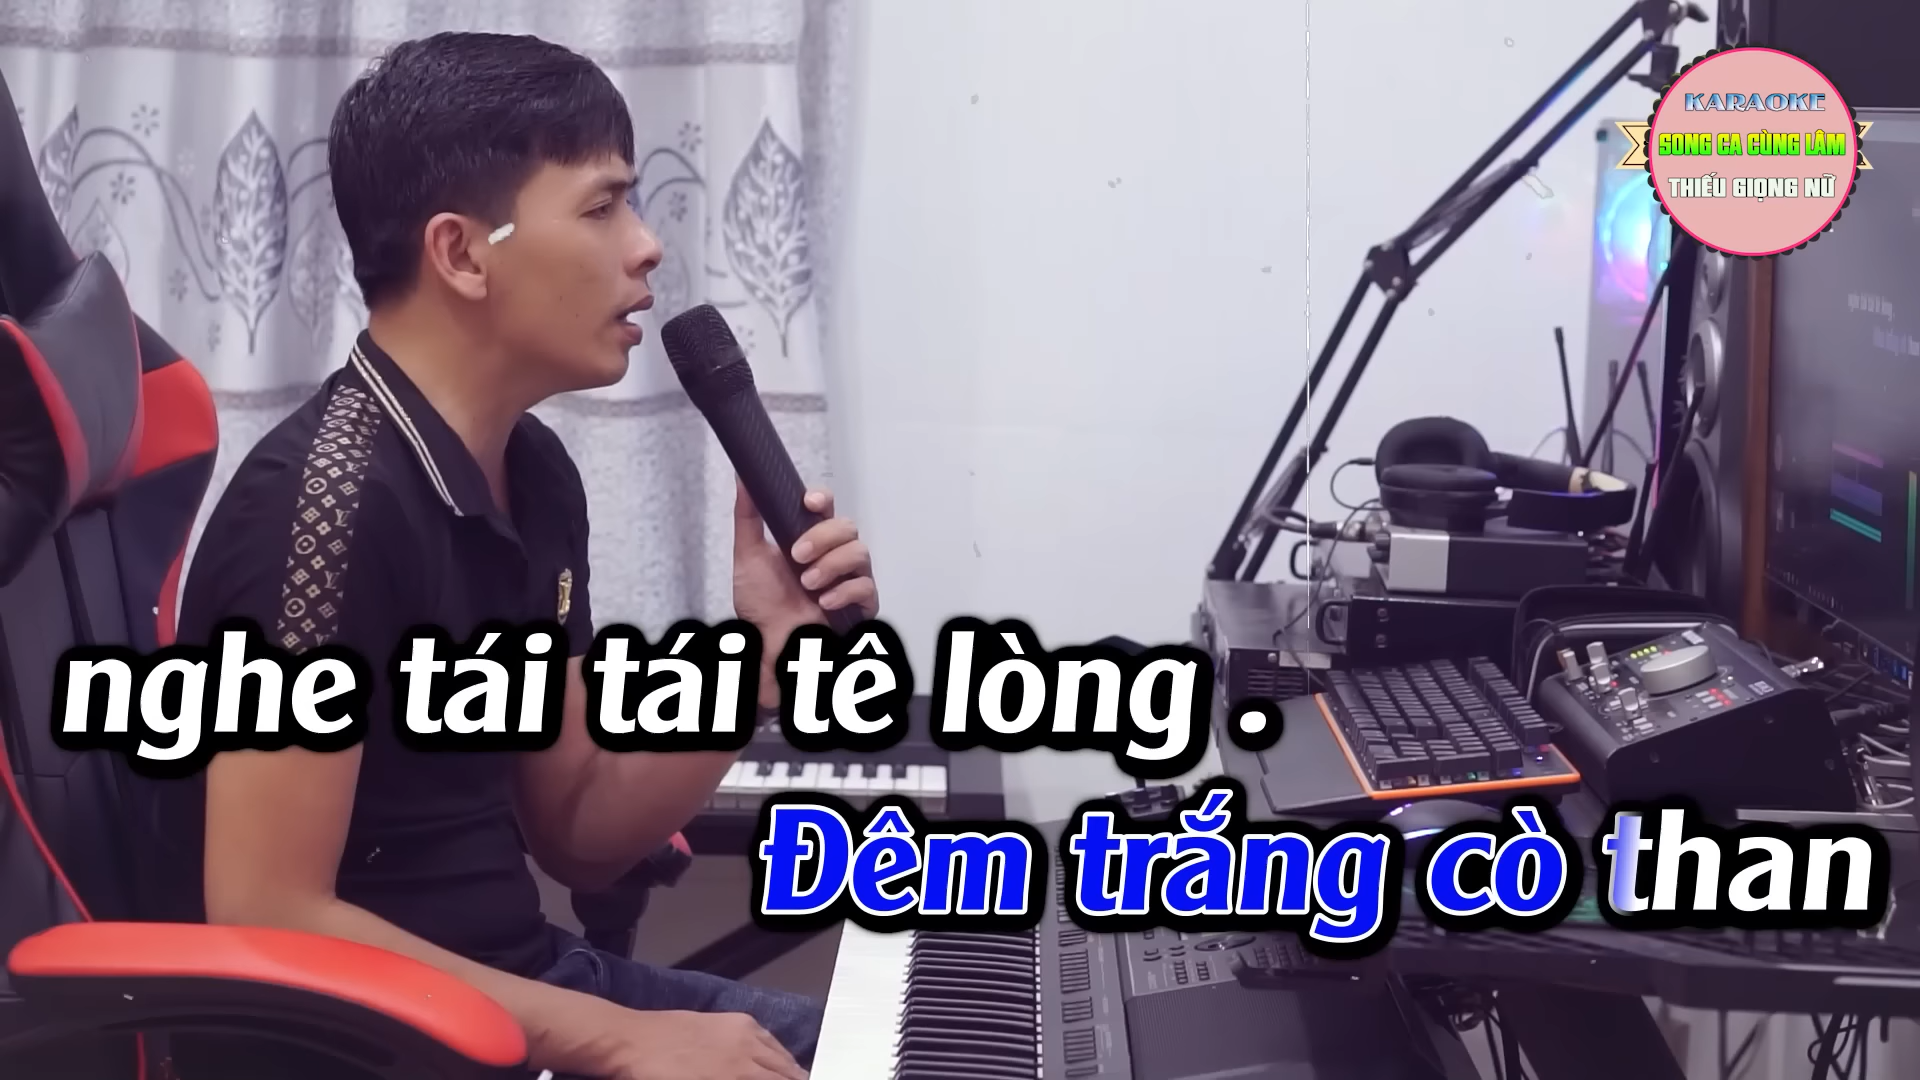 KARAOKE
SONG CA CÙNG LÂM
THIẾU GIỌNG NỮ
nghe tái tái tê lòng .
Đêm trắng cò than